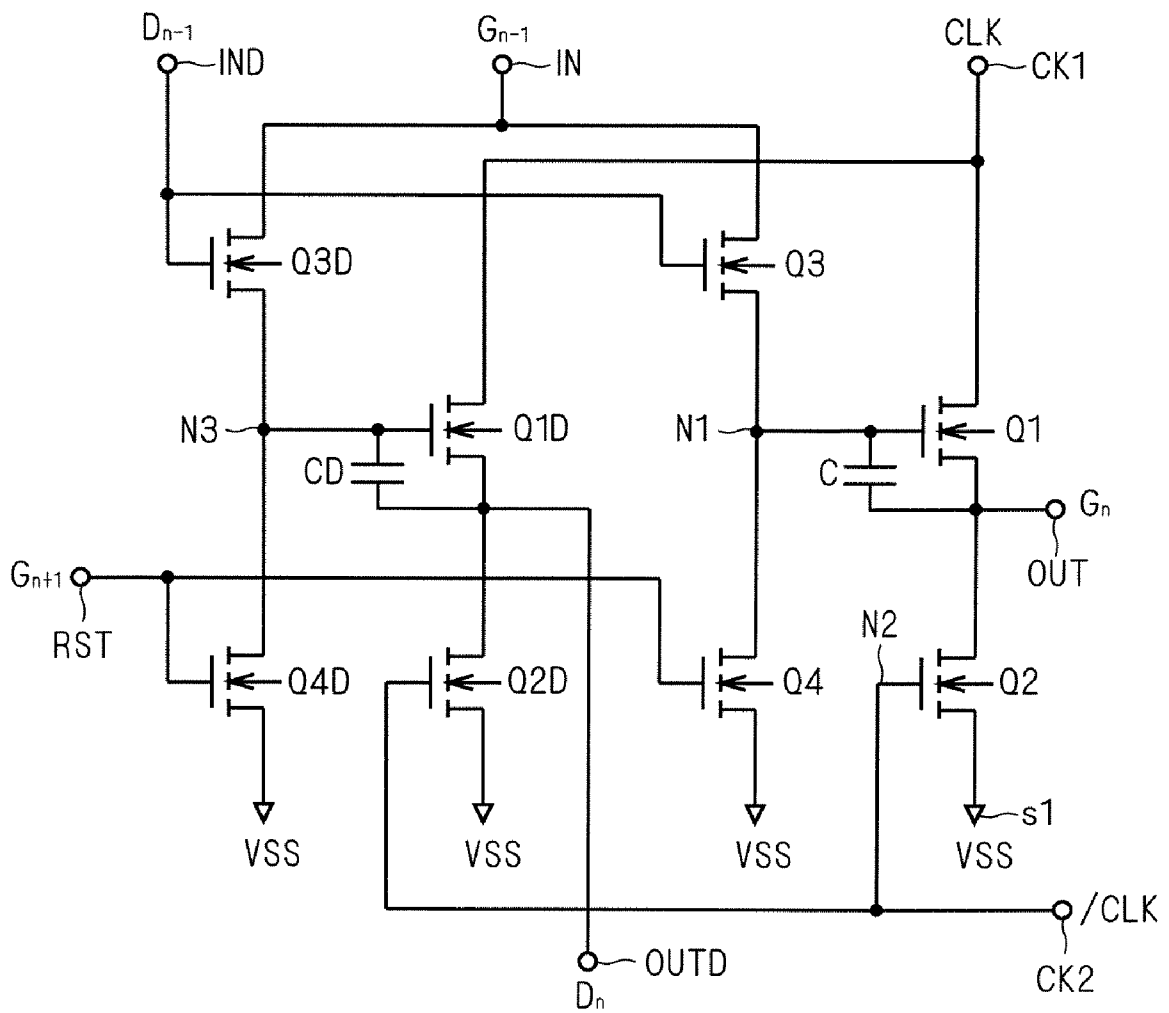 Dn-1
Gn-1
CLK
IND
IN
CK1
Q3D
Q3
N3
Q1D
N1
Q1
CD
C
Gn
OUT
Gn+1
RST
N2
Q4D
Q2D
Q4
Q2
s1
VSS
VSS
VSS
VSS
/CLK
OUTD
Dn
CK2